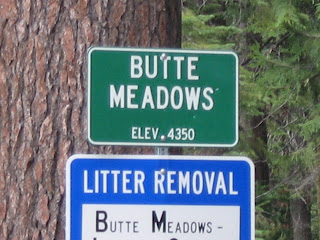 BUTTE
MEADOWS
ELEV. 4350
LITTER REMOVAL
BUTTE MEADOWS -